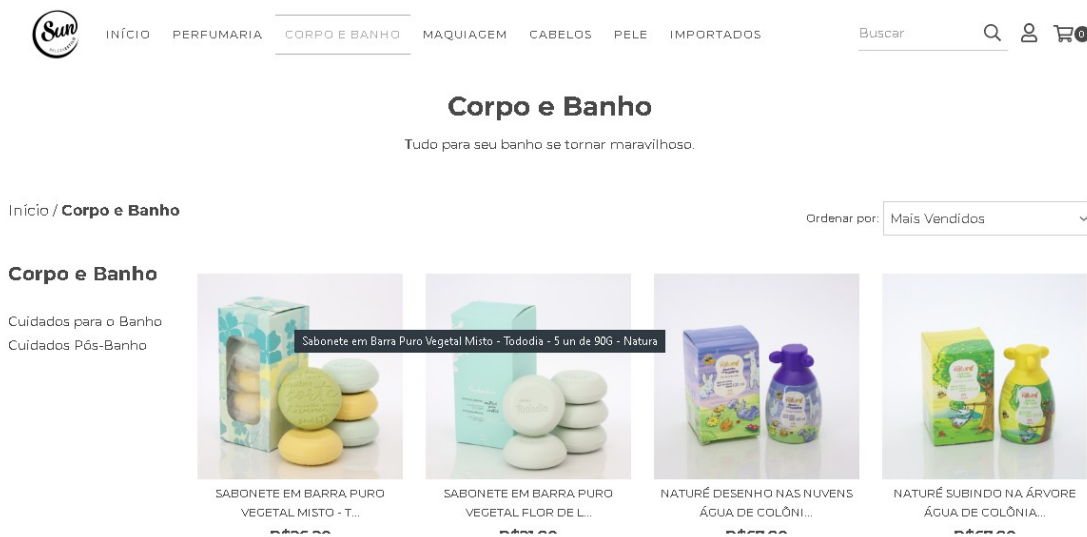 Sun
INÍCIO PERFUMARIA CORPO E BANHO MAQUIAGEM CABELOS PELE IMPORTADOS Buscar 0
Corpo e Banho
Tudo para seu banho se tornar maravilhoso.
Início / Corpo e Banho
Ordenar por: Mais Vendidos
Corpo e Banho
Cuidados para o Banho
Cuidados Pós-Banho
Sabonete em Barra Puro Vegetal Misto - Tododia - 5 un de 90G - Natura
Tododia
SABONETE EM BARRA PURO
VEGETAL MISTO - T...
SABONETE EM BARRA PURO
VEGETAL FLOR DE L...
NATURÉ DESENHO NAS NUVENS
ÁGUA DE COLÔNI...
NATURÉ SUBINDO NA ÁRVORE
ÁGUA DE COLÔNIA...